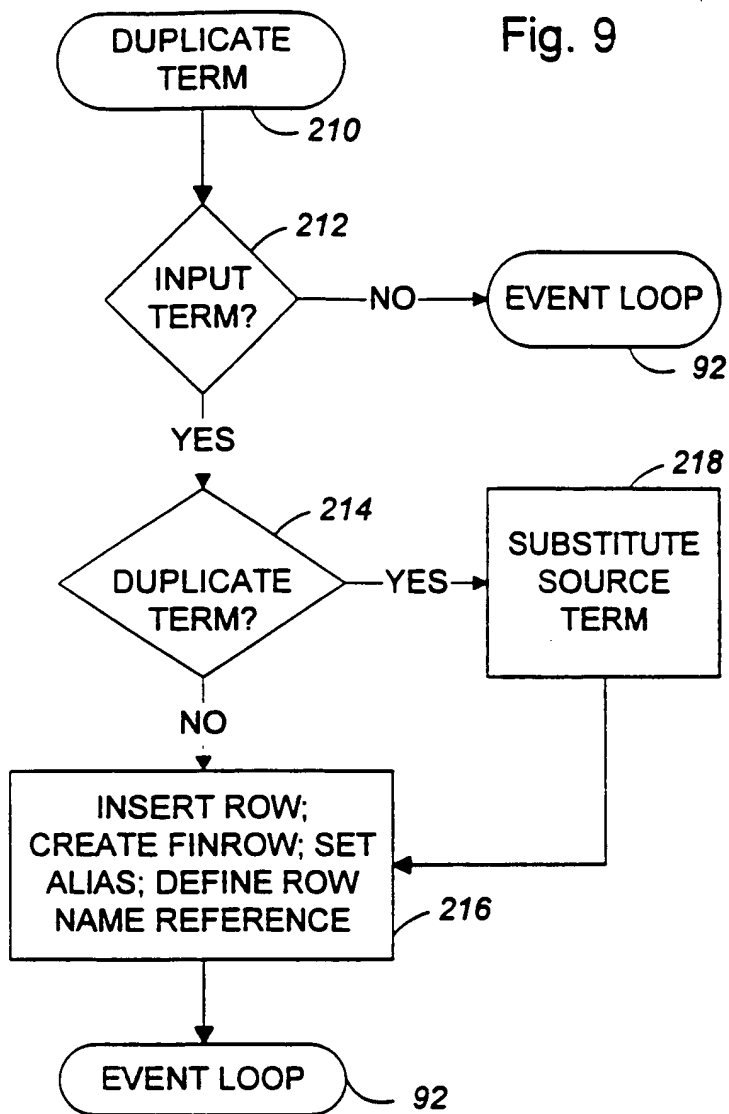 Fig. 9
DUPLICATE
TERM
210
212
INPUT
TERM?
NO
EVENT LOOP
92
YES
214
DUPLICATE
TERM?
YES
218
SUBSTITUTE
SOURCE
TERM
NO
INSERT ROW;
CREATE FINROW; SET
ALIAS; DEFINE ROW
NAME REFERENCE
216
EVENT LOOP
92